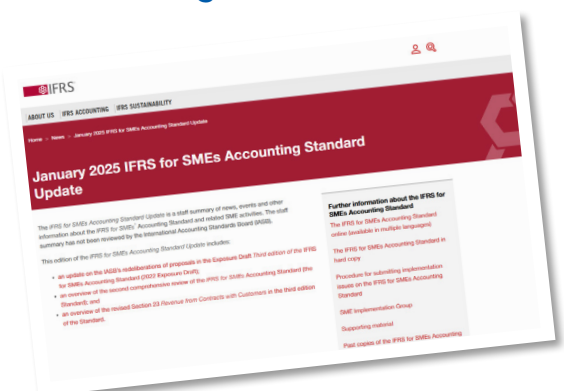 IFRS
ABOUT US IFRS ACCOUNTING IFRS SUSTAINABILITY
Home > News > January 2025 IFRS for SMEs Accounting Standard Update
January 2025 IFRS for SMEs Accounting Standard
Update
The IFRS for SMEs Accounting Standard Update is a staff summary of news, events and other
information about the IFRS for SMEs® Accounting Standard and related SME activities. The staff
summary has not been reviewed by the International Accounting Standards Board (IASB).
This edition of the IFRS for SMEs Accounting Standard Update includes:
• an update on the IASB's redeliberations of proposals in the Exposure Draft Third edition of the IFRS
for SMEs Accounting Standard (2022 Exposure Draft);
• an overview of the second comprehensive review of the IFRS for SMEs Accounting Standard (the
Standard); and
• an overview of the revised Section 23 Revenue from Contracts with Customers in the third edition
of the Standard.
Further information about the IFRS for
SMEs Accounting Standard
The IFRS for SMEs Accounting Standard
online (available in multiple languages)
The IFRS for SMEs Accounting Standard in
hard copy
Procedure for submitting implementation
issues on the IFRS for SMEs Accounting
Standard
SME Implementation Group
Supporting material
Past copies of the IFRS for SMEs Accounting